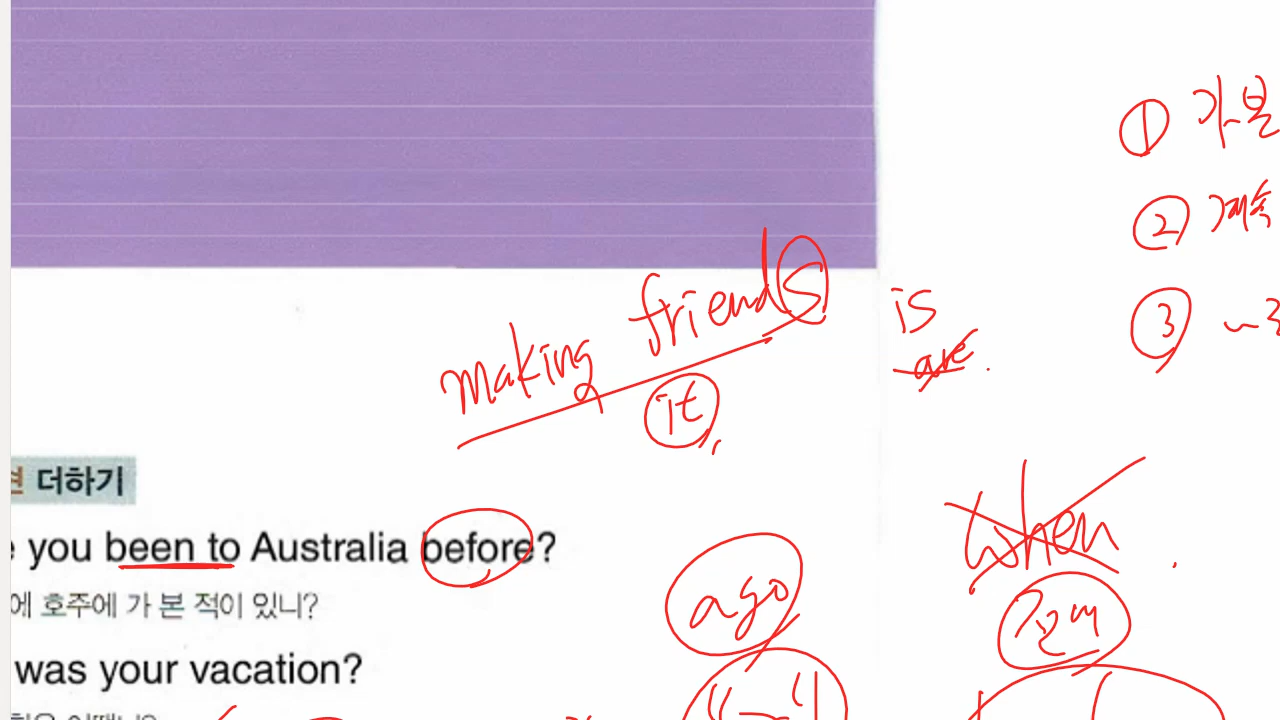 ① 가 본
② 계속
③
making friends is
are
it
더하기
you been to Australia before?
when
에 호주에 가 본 적이 있니?
ago
was your vacation?